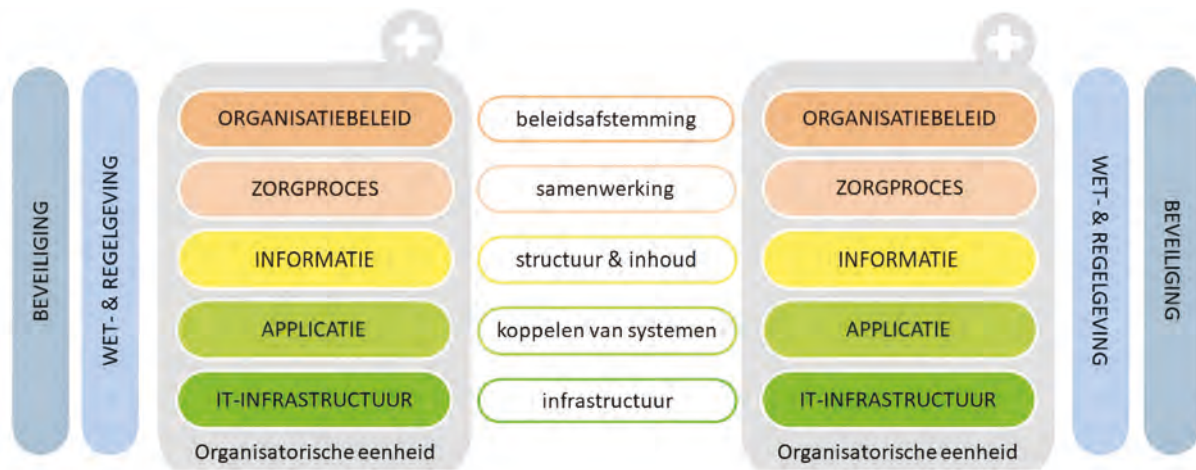 BEVEILIGING
WET- & REGELGEVING
ORGANISATIEBELEID
beleidsafstemming
ORGANISATIEBELEID
ZORGPROCES
samenwerking
ZORGPROCES
INFORMATIE
structuur & inhoud
INFORMATIE
APPLICATIE
koppelen van systemen
APPLICATIE
IT-INFRASTRUCTUUR
infrastructuur
IT-INFRASTRUCTUUR
Organisatorische eenheid
Organisatorische eenheid
WET- & REGELGEVING
BEVEILIGING